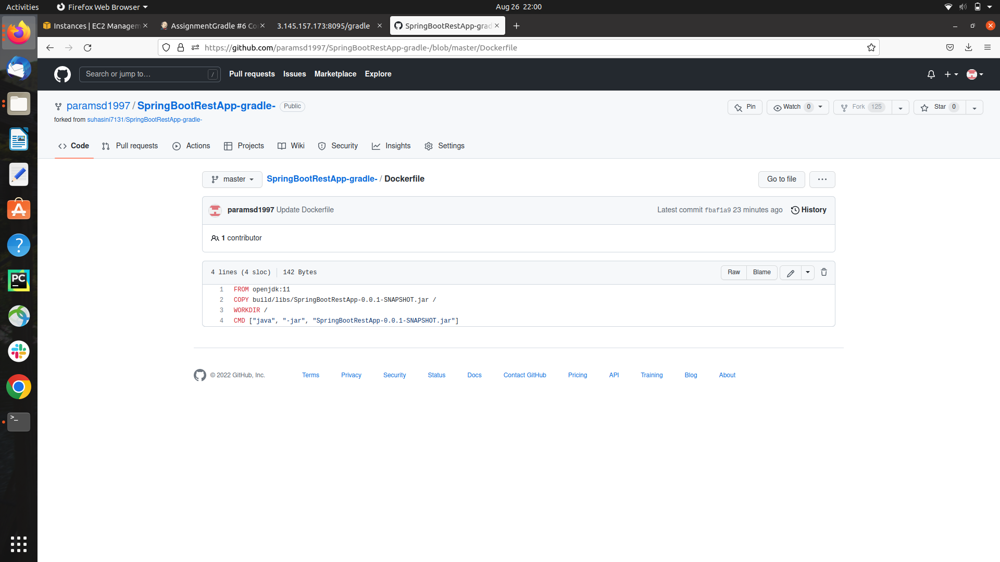 Activities Firefox Web Browser Aug 26 22:00
Instances | EC2 Managem AssignmentGradle #6 Co 3.145.157.173:8095/gradle SpringBootRestApp-grad
https://github.com/paramsd1997/SpringBootRestApp-gradle-/blob/master/Dockerfile
Search or jump to… / Pull requests Issues Marketplace Explore
paramsd1997 / SpringBootRestApp-gradle- Public Pin Watch 0 Fork 125 Star 0
forked from suhasini7131/SpringBootRestApp-gradle-
Code Pull requests Actions Projects Wiki Security Insights Settings
master SpringBootRestApp-gradle- / Dockerfile Go to file
paramsd1997 Update Dockerfile Latest commit fbaf1a9 23 minutes ago History
1 contributor
4 lines (4 sloc) 142 Bytes Raw Blame
1 FROM openjdk:11
2 COPY build/libs/SpringBootRestApp-0.0.1-SNAPSHOT.jar /
3 WORKDIR /
4 CMD ["java", "-jar", "SpringBootRestApp-0.0.1-SNAPSHOT.jar"]
© 2022 GitHub, Inc. Terms Privacy Security Status Docs Contact GitHub Pricing API Training Blog About
PC
>_